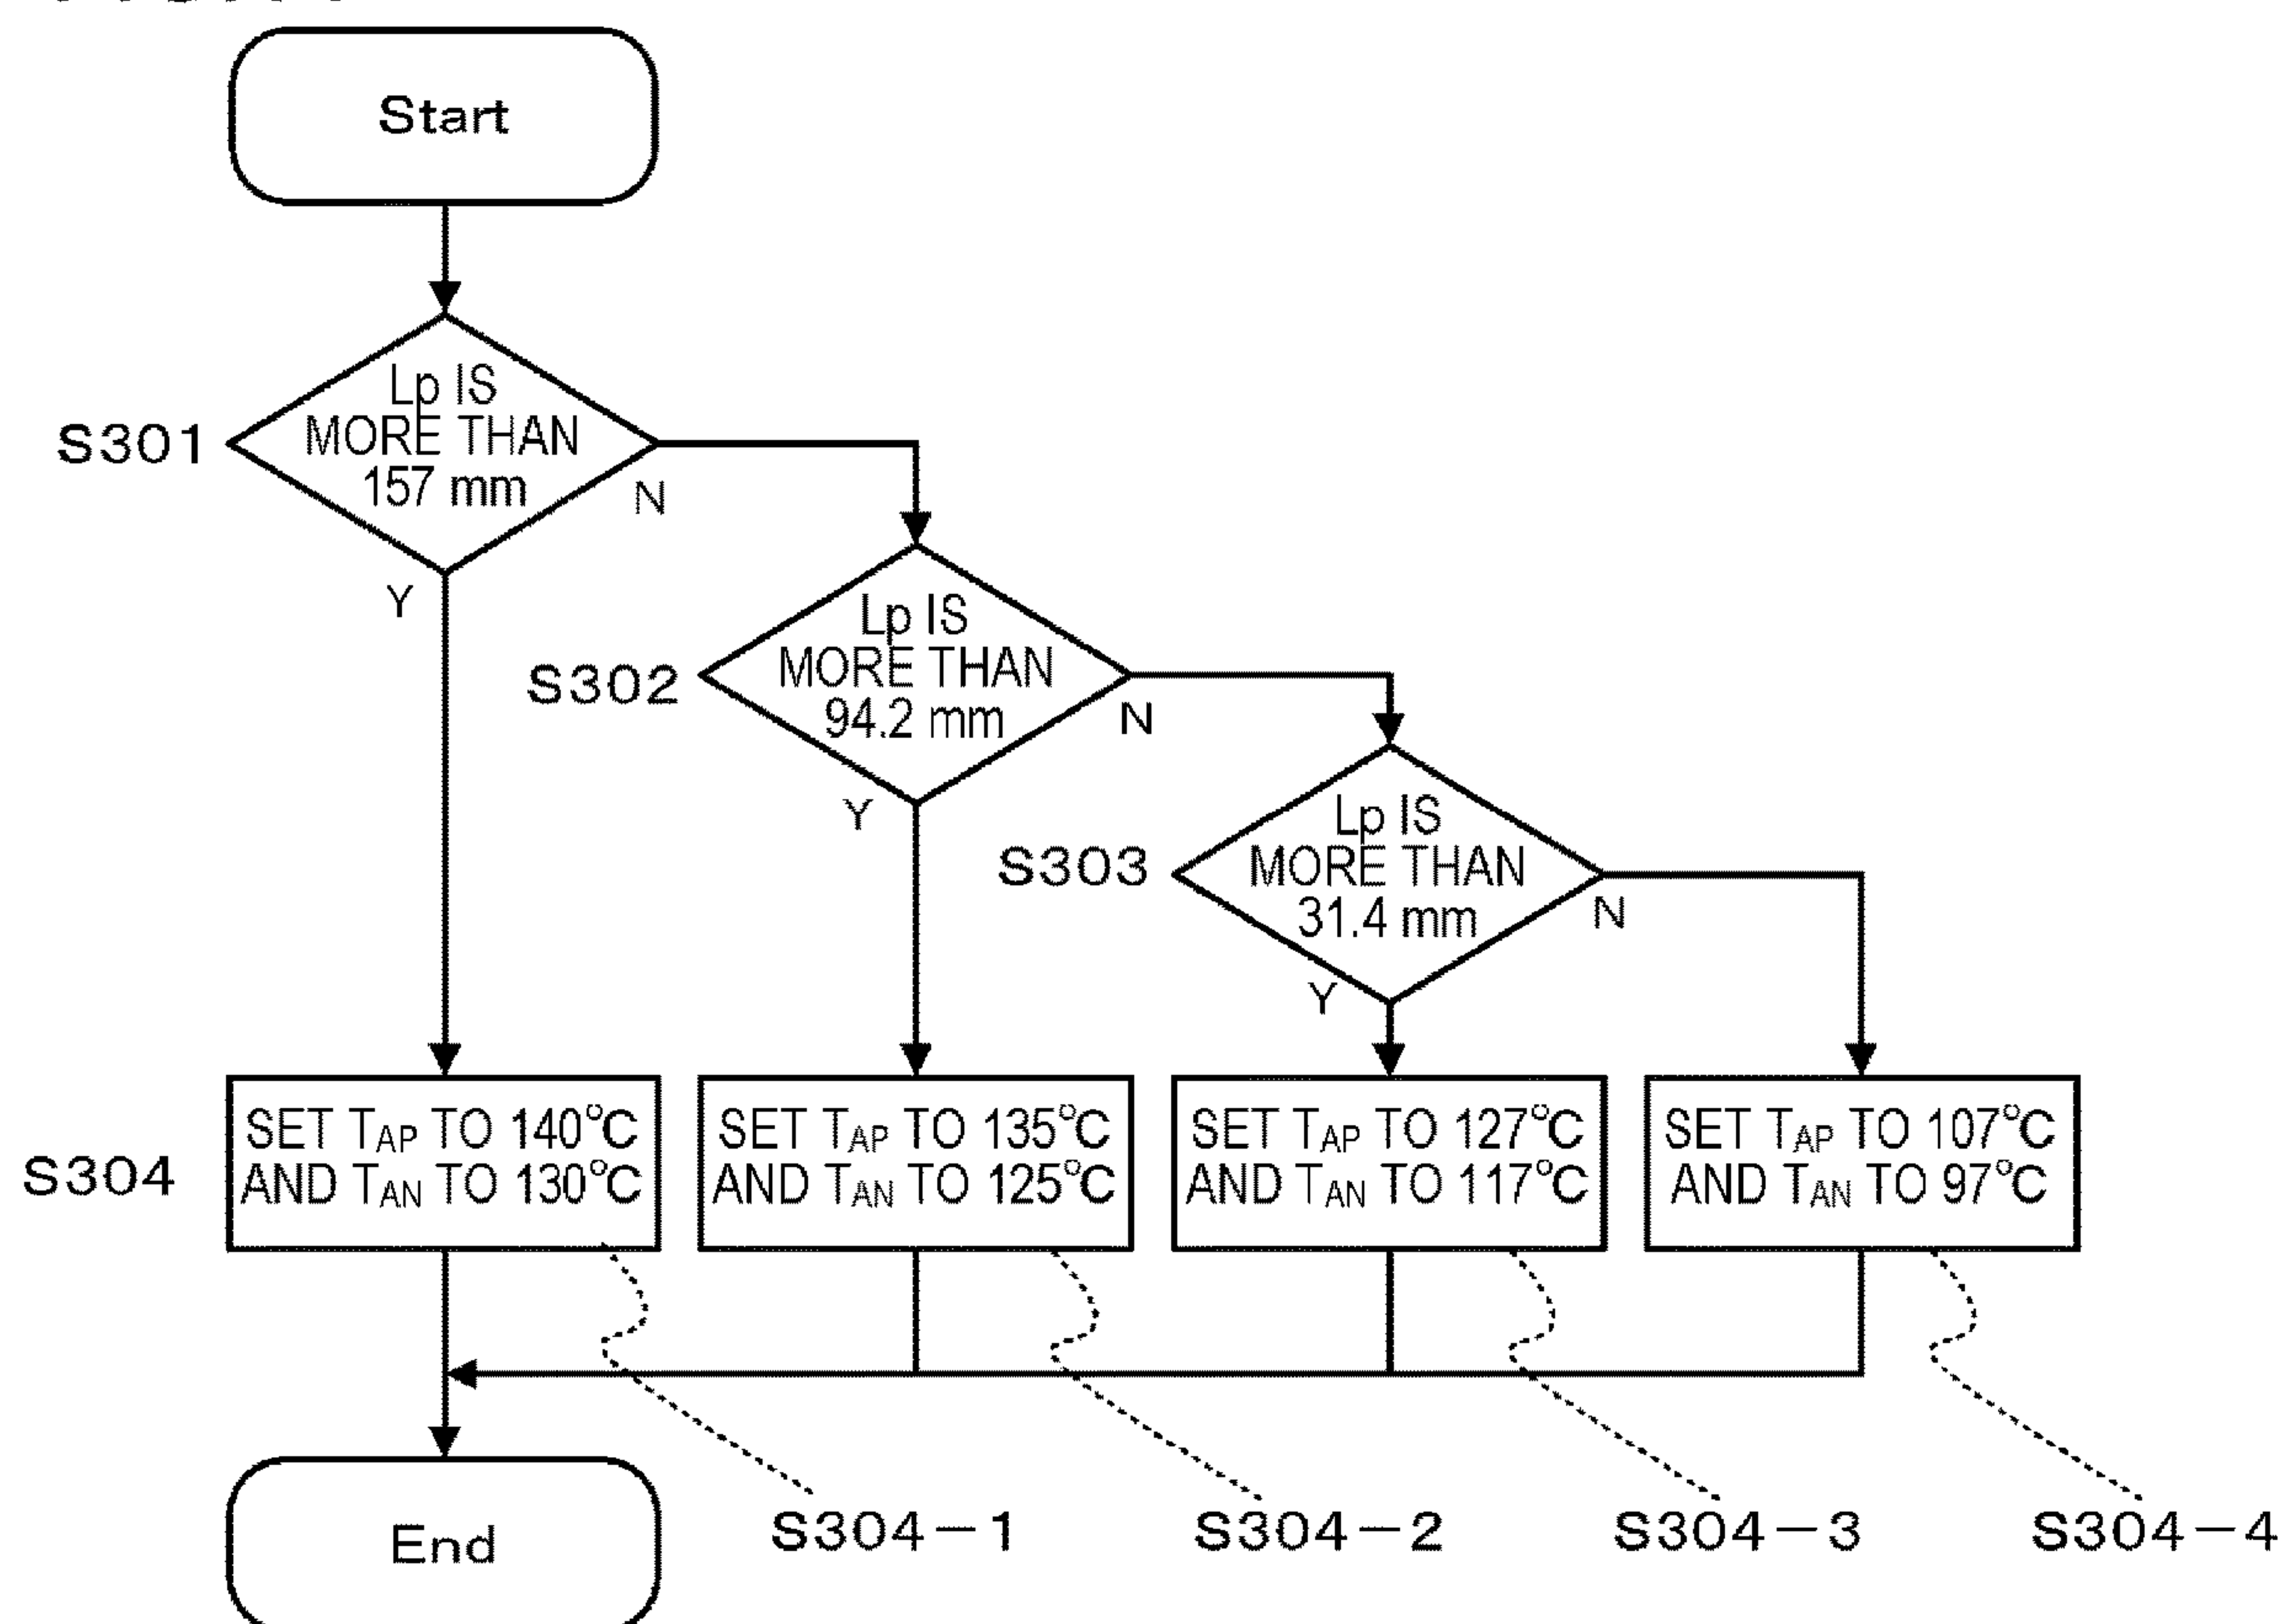 Start
Lp IS
MORE THAN
157 mm
S301
N
Y
Lp IS
MORE THAN
94.2 mm
S302
N
Y
Lp IS
MORE THAN
31.4 mm
S303
N
Y
S304
SET TAP TO 140°C
AND TAN TO 130°C
SET TAP TO 135°C
AND TAN TO 125°C
SET TAP TO 127°C
AND TAN TO 117°C
SET TAP TO 107°C
AND TAN TO 97°C
End
S304-1
S304-2
S304-3
S304-4